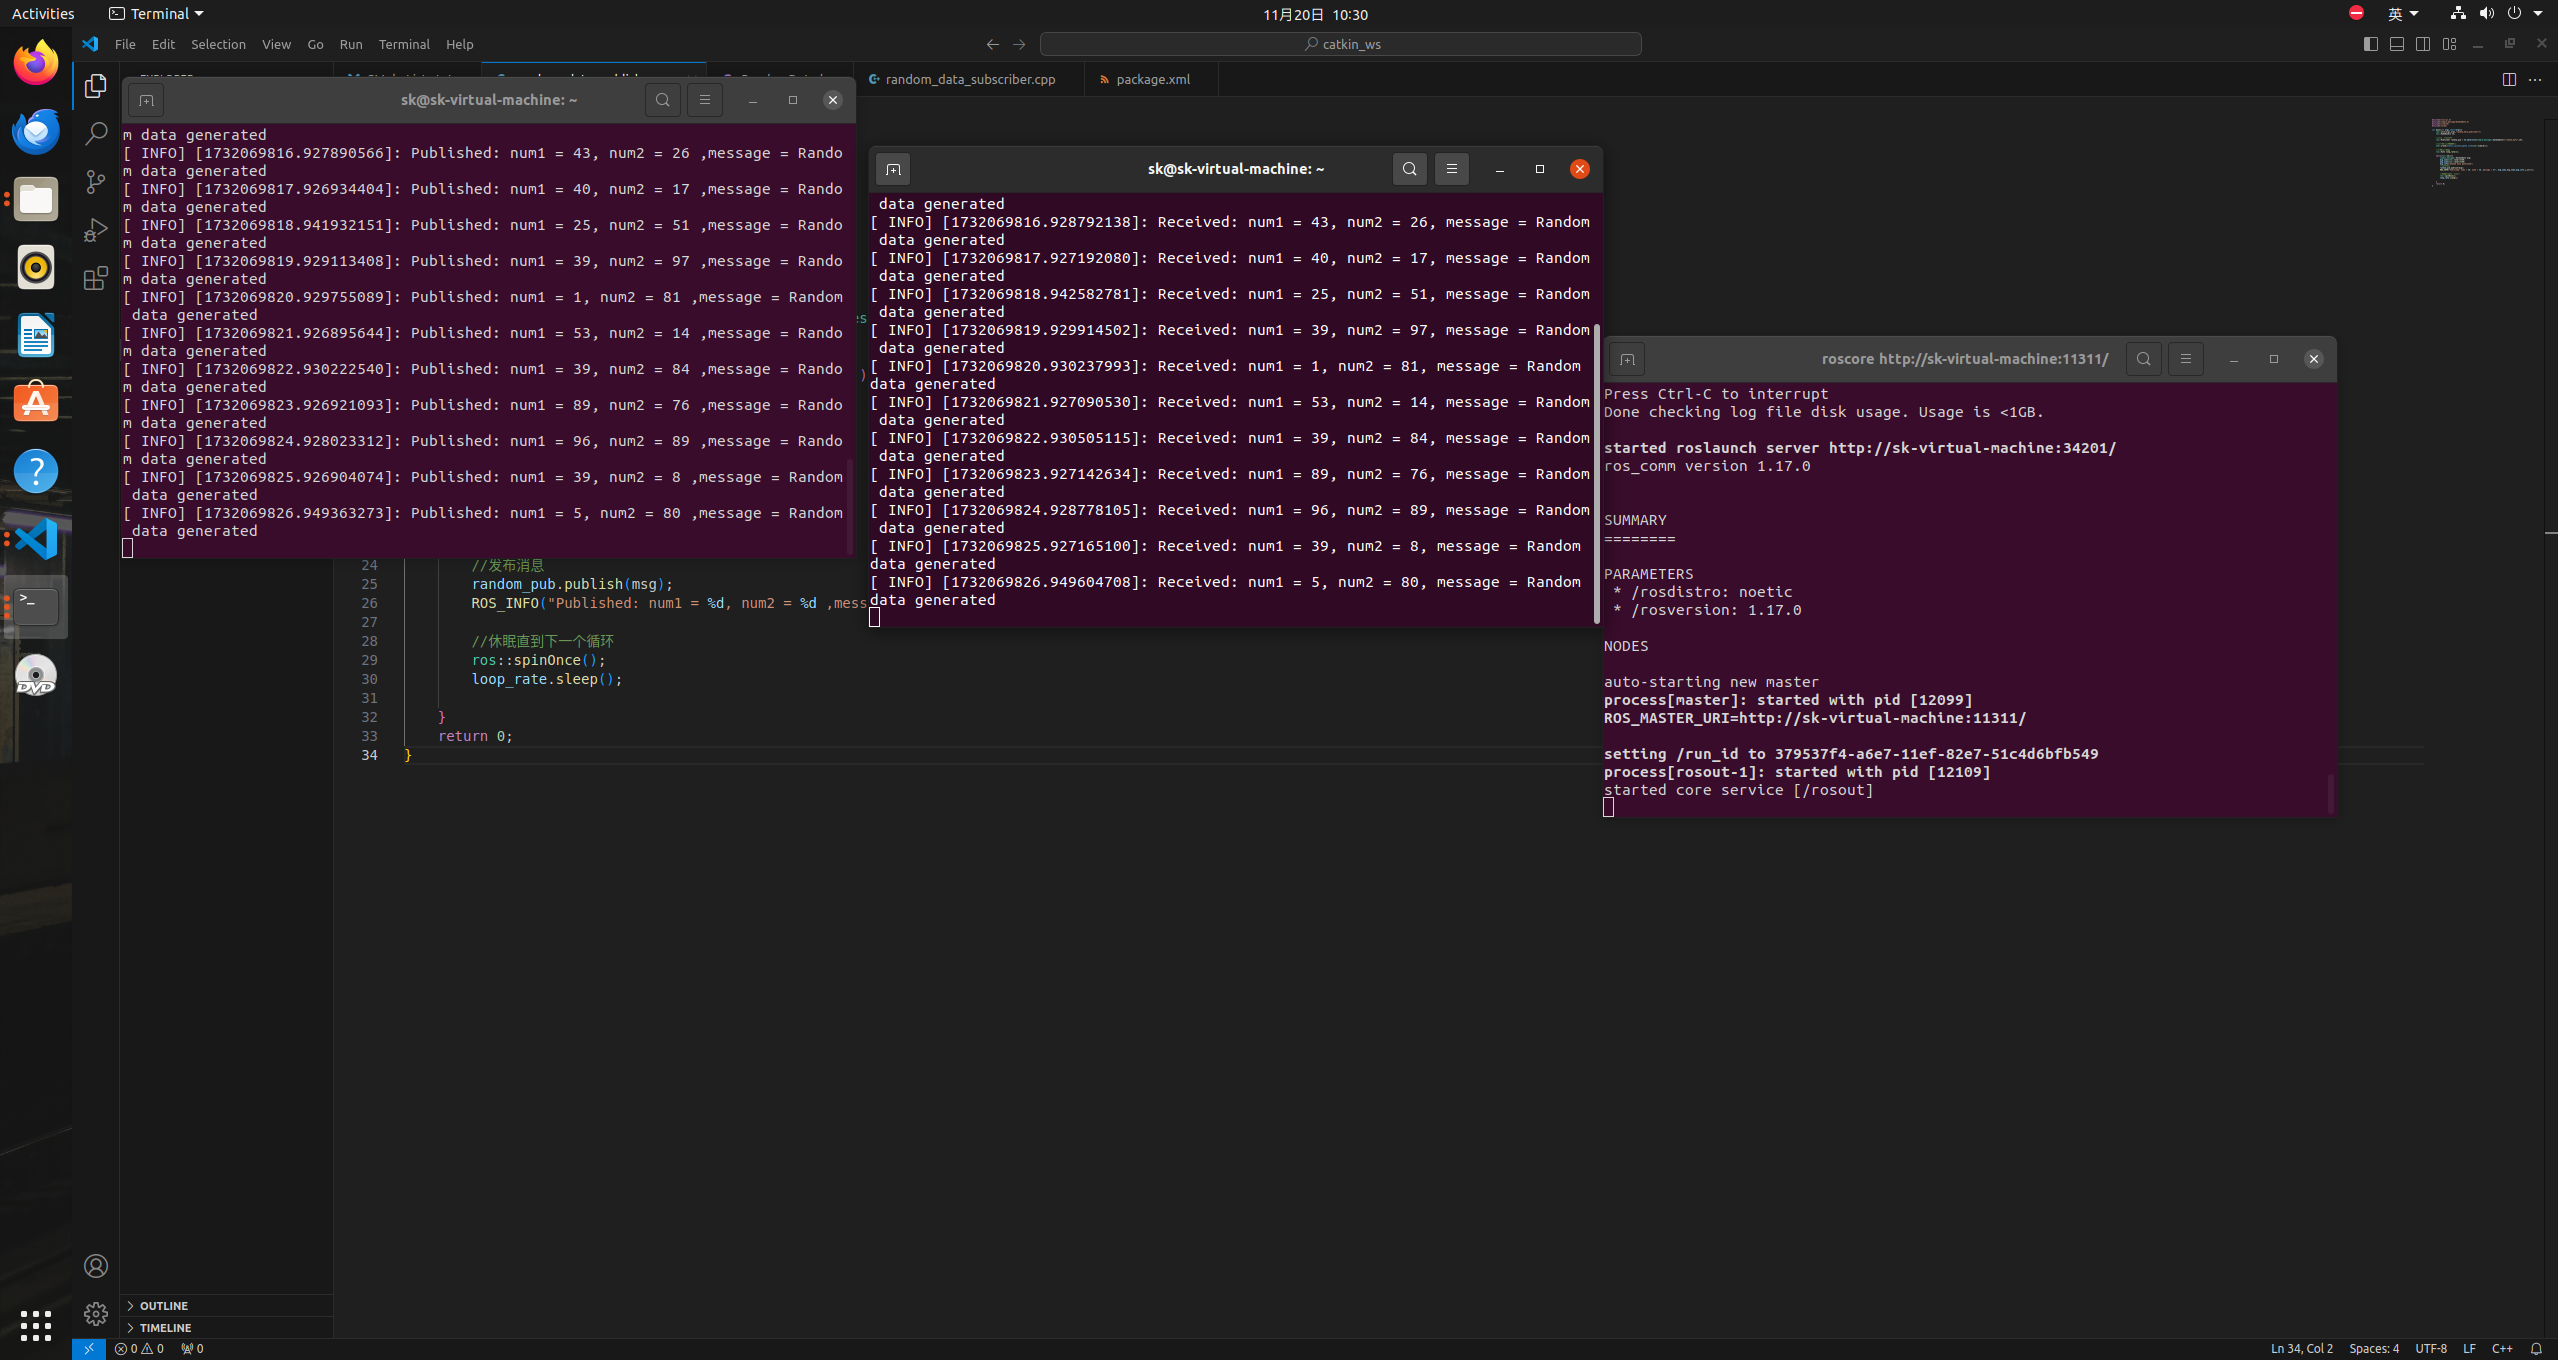 Activities
Terminal
11月20日 10:30
英
File Edit Selection View Go Run Terminal Help
catkin_ws
random_data_subscriber.cpp
package.xml
sk@sk-virtual-machine: ~
m data generated
[ INFO] [1732069816.927890566]: Published: num1 = 43, num2 = 26 ,message = Rando
m data generated
[ INFO] [1732069817.926934404]: Published: num1 = 40, num2 = 17 ,message = Rando
m data generated
[ INFO] [1732069818.941932151]: Published: num1 = 25, num2 = 51 ,message = Rando
m data generated
[ INFO] [1732069819.929113408]: Published: num1 = 39, num2 = 97 ,message = Rando
m data generated
[ INFO] [1732069820.929755089]: Published: num1 = 1, num2 = 81 ,message = Random
 data generated
[ INFO] [1732069821.926895644]: Published: num1 = 53, num2 = 14 ,message = Rando
m data generated
[ INFO] [1732069822.930222540]: Published: num1 = 39, num2 = 84 ,message = Rando
m data generated
[ INFO] [1732069823.926921093]: Published: num1 = 89, num2 = 76 ,message = Rando
m data generated
[ INFO] [1732069824.928023312]: Published: num1 = 96, num2 = 89 ,message = Rando
m data generated
[ INFO] [1732069825.926904074]: Published: num1 = 39, num2 = 8 ,message = Random
 data generated
[ INFO] [1732069826.949363273]: Published: num1 = 5, num2 = 80 ,message = Random
 data generated
sk@sk-virtual-machine: ~
 data generated
[ INFO] [1732069816.928792138]: Received: num1 = 43, num2 = 26, message = Random
 data generated
[ INFO] [1732069817.927192080]: Received: num1 = 40, num2 = 17, message = Random
 data generated
[ INFO] [1732069818.942582781]: Received: num1 = 25, num2 = 51, message = Random
 data generated
[ INFO] [1732069819.929914502]: Received: num1 = 39, num2 = 97, message = Random
 data generated
[ INFO] [1732069820.930237993]: Received: num1 = 1, num2 = 81, message = Random
data generated
[ INFO] [1732069821.927090530]: Received: num1 = 53, num2 = 14, message = Random
 data generated
[ INFO] [1732069822.930505115]: Received: num1 = 39, num2 = 84, message = Random
 data generated
[ INFO] [1732069823.927142634]: Received: num1 = 89, num2 = 76, message = Random
 data generated
[ INFO] [1732069824.928778105]: Received: num1 = 96, num2 = 89, message = Random
 data generated
[ INFO] [1732069825.927165100]: Received: num1 = 39, num2 = 8, message = Random
data generated
[ INFO] [1732069826.949604708]: Received: num1 = 5, num2 = 80, message = Random
data generated
roscore http://sk-virtual-machine:11311/
Press Ctrl-C to interrupt
Done checking log file disk usage. Usage is <1GB.
started roslaunch server http://sk-virtual-machine:34201/
ros_comm version 1.17.0
SUMMARY
========
PARAMETERS
 * /rosdistro: noetic
 * /rosversion: 1.17.0
NODES
auto-starting new master
process[master]: started with pid [12099]
ROS_MASTER_URI=http://sk-virtual-machine:11311/
setting /run_id to 379537f4-a6e7-11ef-82e7-51c4d6bfb549
process[rosout-1]: started with pid [12109]
started core service [/rosout]
24 //发布消息
25 random_pub.publish(msg);
26 ROS_INFO("Published: num1 = %d, num2 = %d ,mess
27
28 //休眠直到下一个循环
29 ros::spinOnce();
30 loop_rate.sleep();
31
32 }
33 return 0;
34 }
OUTLINE
TIMELINE
0 0 0
Ln 34, Col 2 Spaces: 4 UTF-8 LF C++